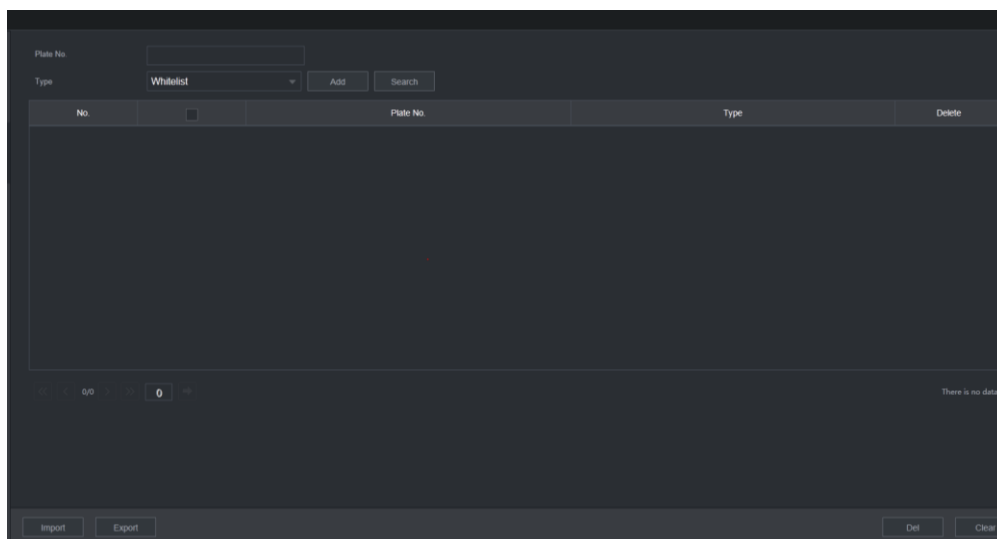 Plate No.
Type Whitelist Add Search
No. Plate No. Type Delete
0/0 0 There is no data
Import Export Del Clear